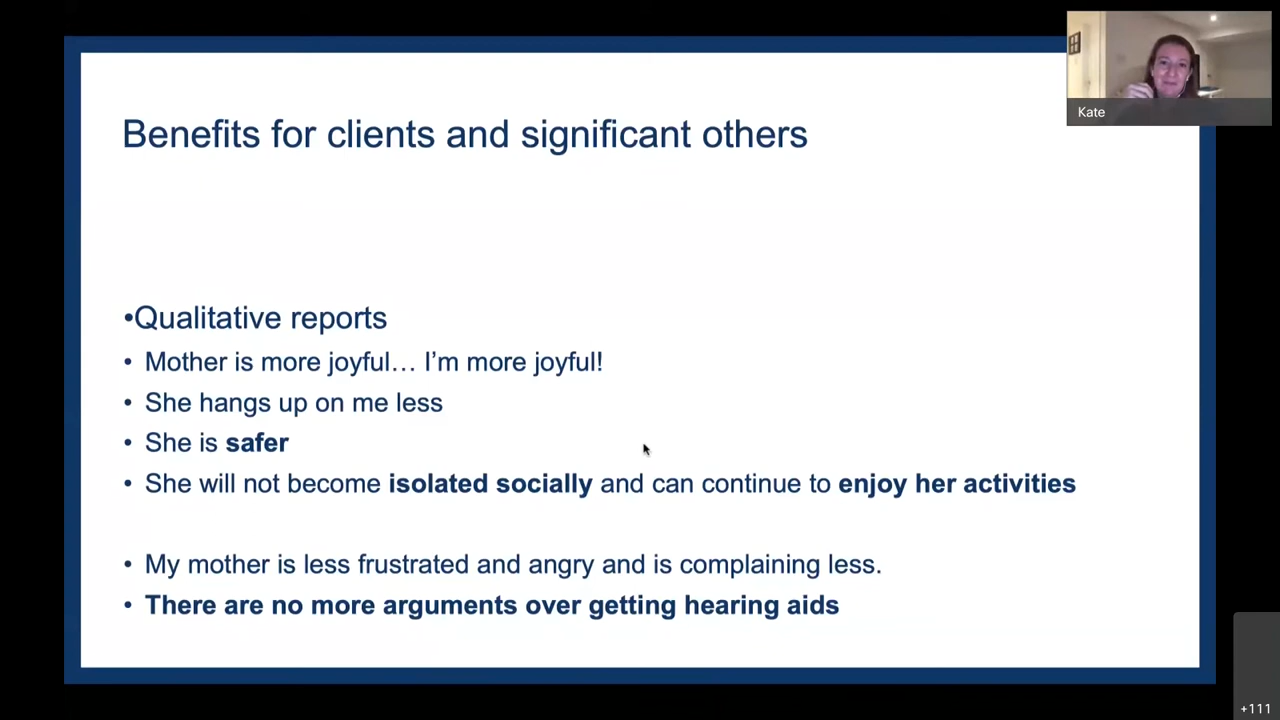 Kate
Benefits for clients and significant others
•Qualitative reports
• Mother is more joyful… I’m more joyful!
• She hangs up on me less
• She is safer
• She will not become isolated socially and can continue to enjoy her activities
• My mother is less frustrated and angry and is complaining less.
• There are no more arguments over getting hearing aids
+111